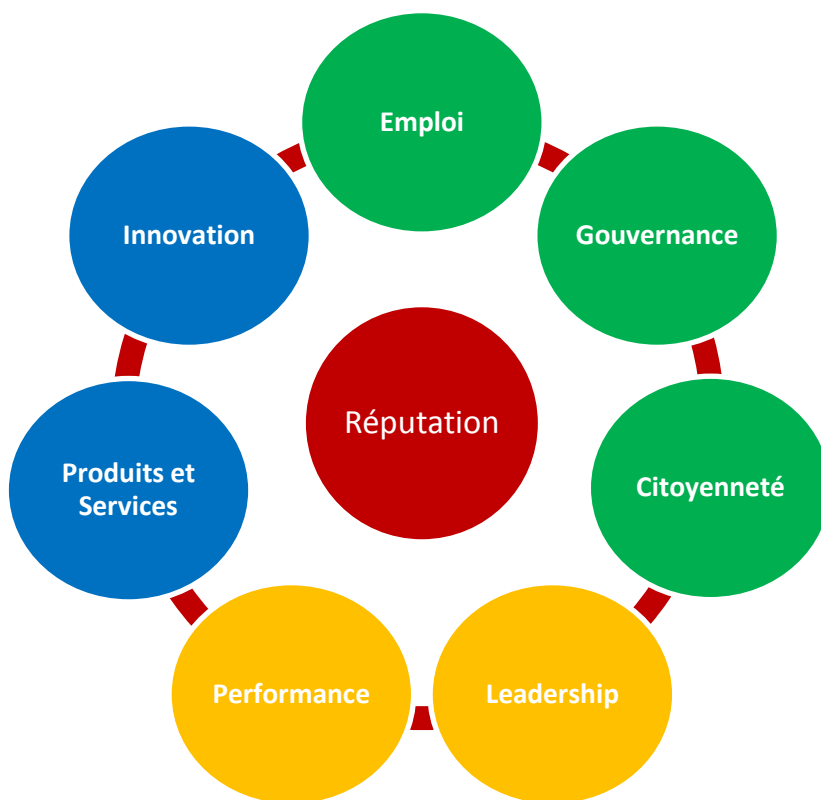 Emploi
Innovation
Gouvernance
Réputation
Produits et
Services
Citoyenneté
Performance
Leadership